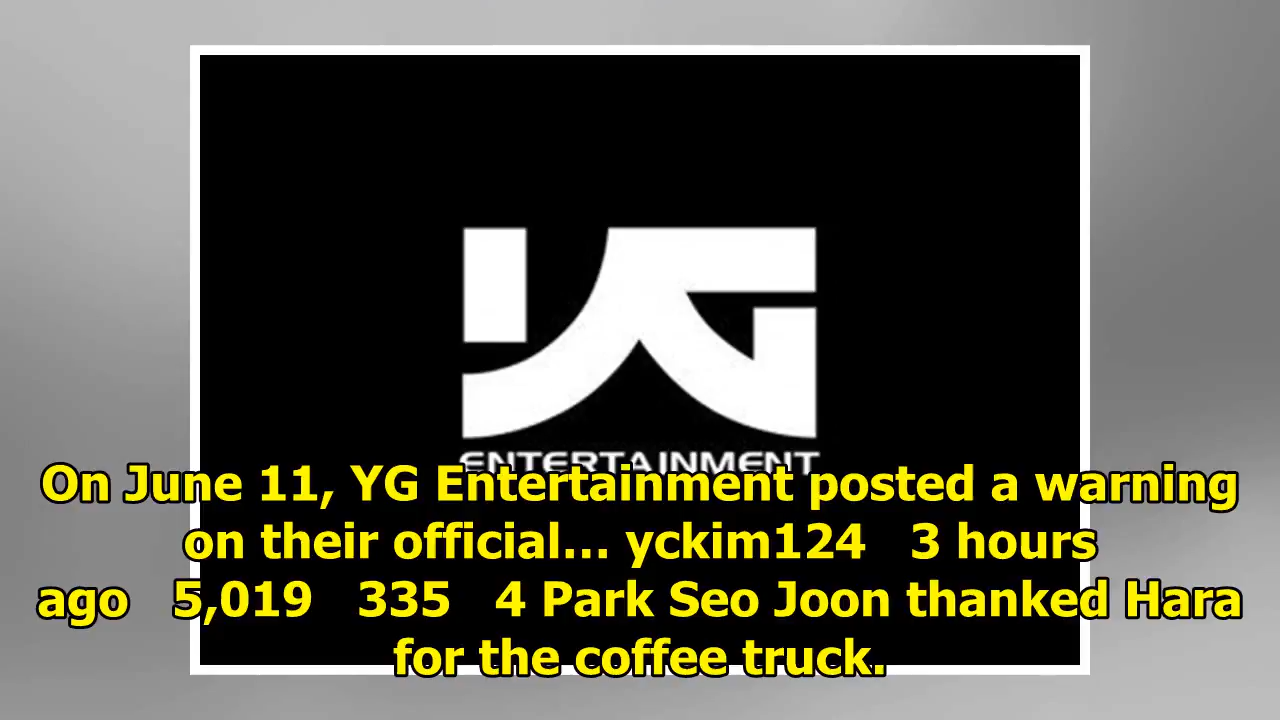 YG
ENTERTAINMENT
On June 11, YG Entertainment posted a warning
on their official... yckim124 3 hours
ago 5,019 335 4 Park Seo Joon thanked Hara
for the coffee truck.